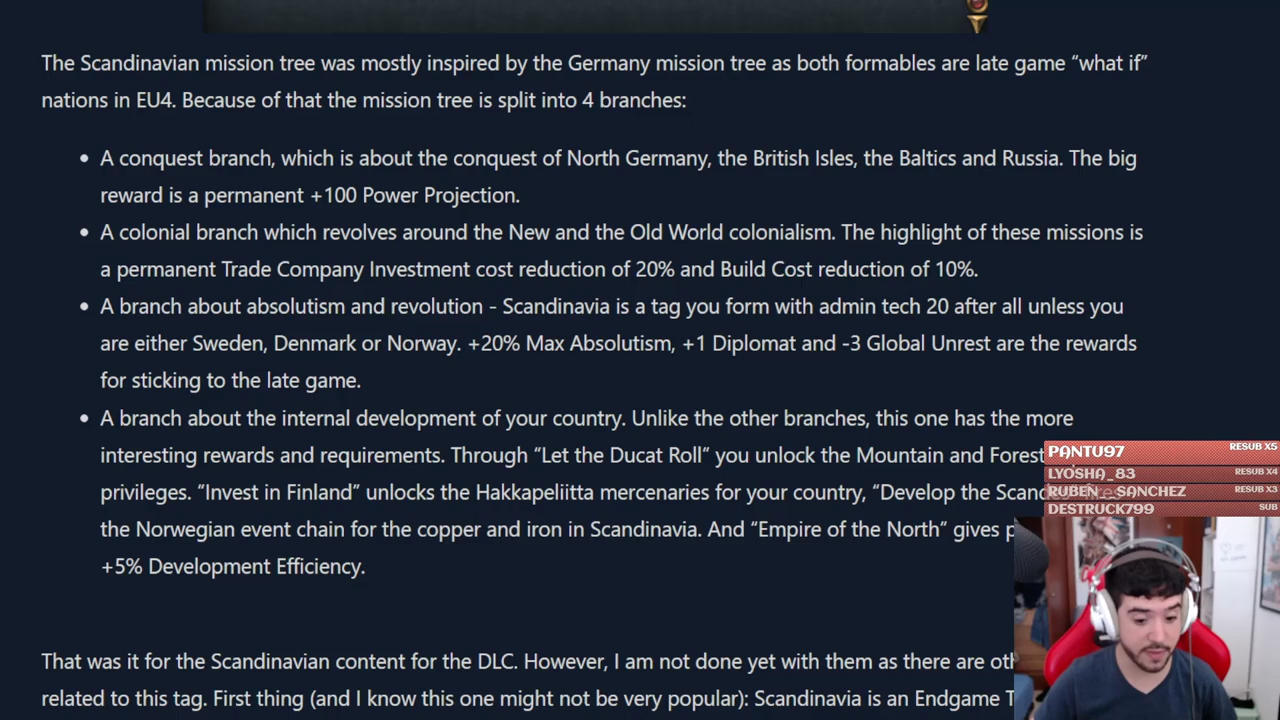 The Scandinavian mission tree was mostly inspired by the Germany mission tree as both formables are late game “what if”
nations in EU4. Because of that the mission tree is split into 4 branches:
• A conquest branch, which is about the conquest of North Germany, the British Isles, the Baltics and Russia. The big
reward is a permanent +100 Power Projection.
• A colonial branch which revolves around the New and the Old World colonialism. The highlight of these missions is
a permanent Trade Company Investment cost reduction of 20% and Build Cost reduction of 10%.
• A branch about absolutism and revolution - Scandinavia is a tag you form with admin tech 20 after all unless you
are either Sweden, Denmark or Norway. +20% Max Absolutism, +1 Diplomat and -3 Global Unrest are the rewards
for sticking to the late game.
• A branch about the internal development of your country. Unlike the other branches, this one has the more
interesting rewards and requirements. Through “Let the Ducat Roll“ you unlock the Mountain and Forest
privileges. “Invest in Finland” unlocks the Hakkapeliitta mercenaries for your country, “Develop the
the Norwegian event chain for the copper and iron in Scandinavia. And “Empire of the North“ gives
+5% Development Efficiency.
That was it for the Scandinavian content for the DLC. However, I am not done yet with them as there are
related to this tag. First thing (and I know this one might not be very popular): Scandinavia is an Endgame
PANTU97 RESUB X5
LYOSHA_83 RESUB X4
RUBEN__SANCHEZ RESUB X3
DESTRUCK799 SUB